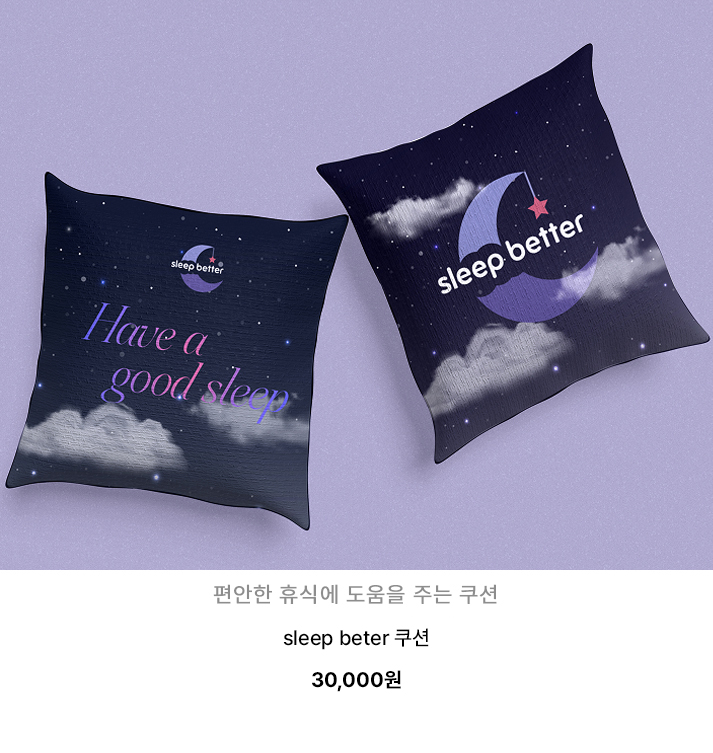 sleep better
Have a
good sleep
sleep better
편안한 휴식에 도움을 주는 쿠션
sleep beter 쿠션
30,000원